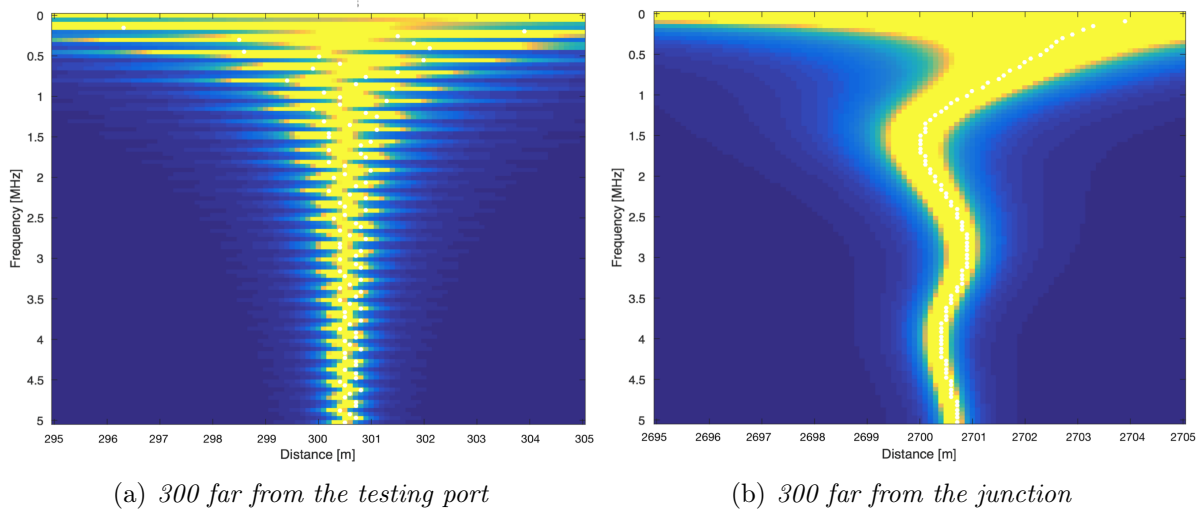 0
0.5
1
1.5
2
2.5
3
3.5
4
4.5
5
Frequency [MHz]
295 296 297 298 299 300 301 302 303 304 305
Distance [m]
(a) 300 far from the testing port
0
0.5
1
1.5
2
2.5
3
3.5
4
4.5
5
Frequency [MHz]
2695 2696 2697 2698 2699 2700 2701 2702 2703 2704 2705
Distance [m]
(b) 300 far from the junction